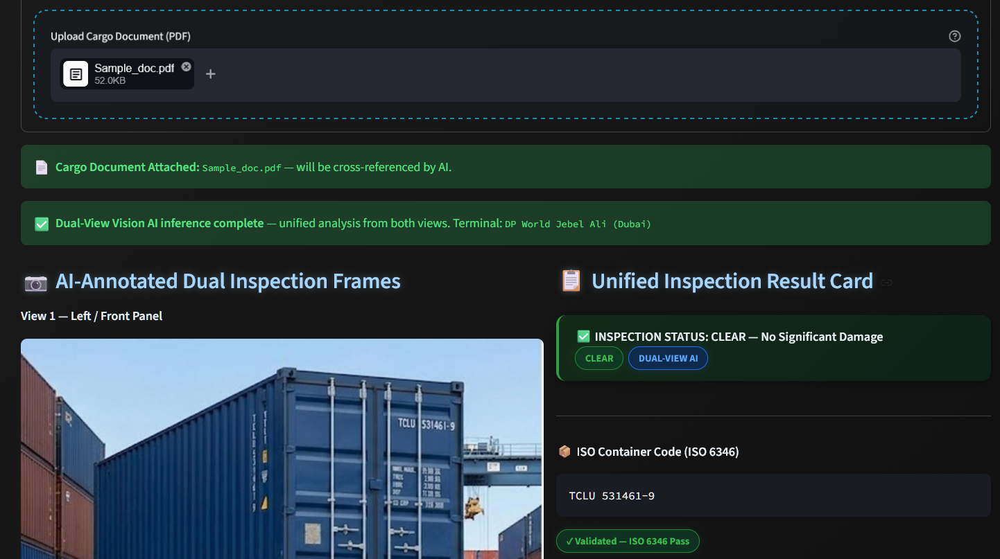 Upload Cargo Document (PDF)
Sample_doc.pdf
52.0KB
Cargo Document Attached: Sample_doc.pdf — will be cross-referenced by AI.
Dual-View Vision AI inference complete — unified analysis from both views. Terminal: DP World Jebel Ali (Dubai)
AI-Annotated Dual Inspection Frames
View 1 — Left / Front Panel
TCLU 531461-9
Unified Inspection Result Card
INSPECTION STATUS: CLEAR — No Significant Damage
CLEAR
DUAL-VIEW AI
ISO Container Code (ISO 6346)
TCLU 531461-9
✓ Validated — ISO 6346 Pass